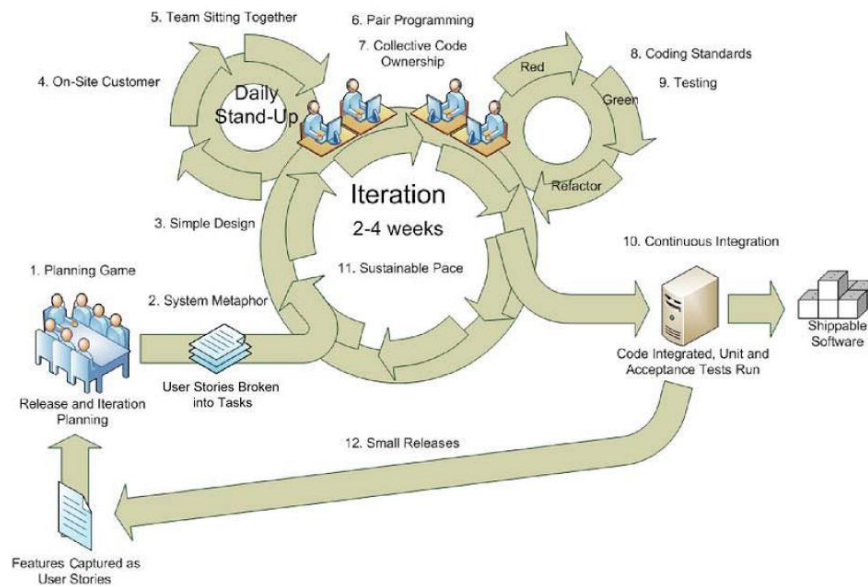 5. Team Sitting Together
6. Pair Programming
7. Collective Code
Ownership
8. Coding Standards
9. Testing
4. On-Site Customer
Daily
Stand-Up
Red
Green
Refactor
3. Simple Design
Iteration
2-4 weeks
11. Sustainable Pace
10. Continuous Integration
1. Planning Game
2. System Metaphor
Release and Iteration
Planning
User Stories Broken
into Tasks
Code Integrated, Unit and
Acceptance Tests Run
Shippable
Software
12. Small Releases
Features Captured as
User Stories